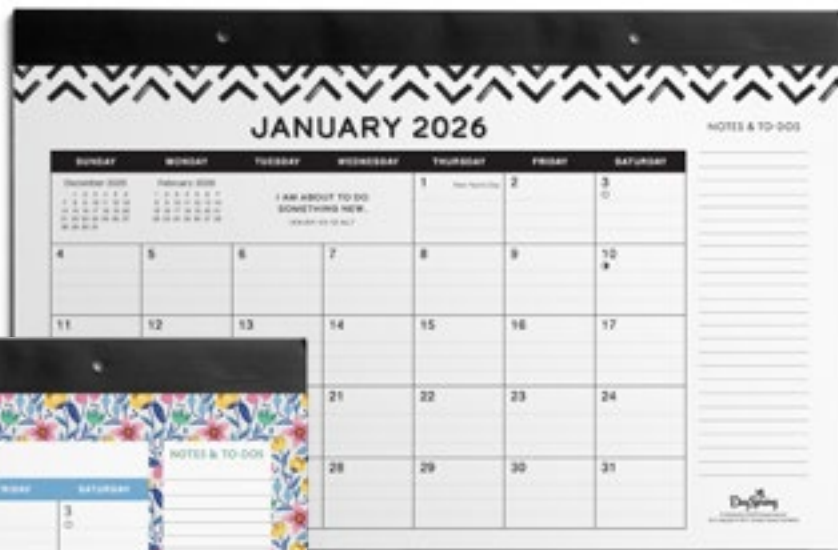 JANUARY 2026
NOTES & TO-DOS
SUNDAY MONDAY TUESDAY WEDNESDAY THURSDAY FRIDAY SATURDAY
December 2025 February 2026
I AM ABOUT TO DO
SOMETHING NEW.
1 New Year's Day 2 3
4 5 6 7 8 9 10
11 12 13 14 15 16 17
21 22 23 24
28 29 30 31
DaySpring
NOTES & TO-DOS
SATURDAY
3